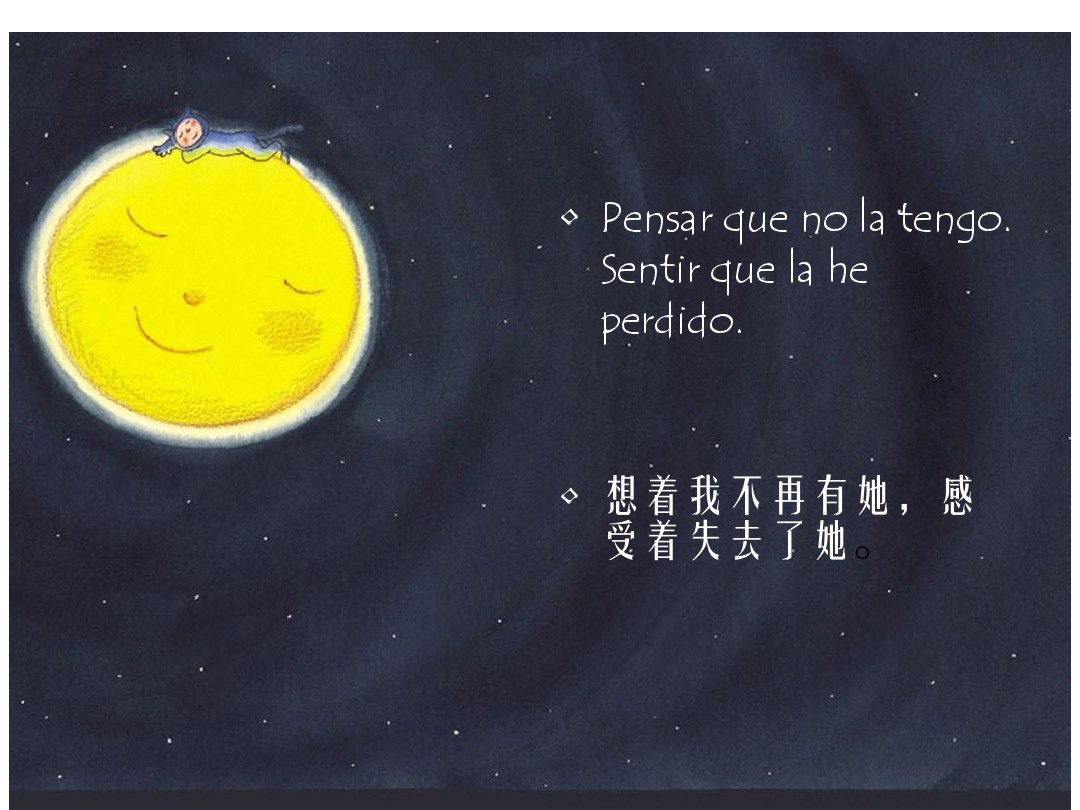 Pensar que no la tengo.
Sentir que la he
perdido.
想着我不再有她，感
受着失去了她。